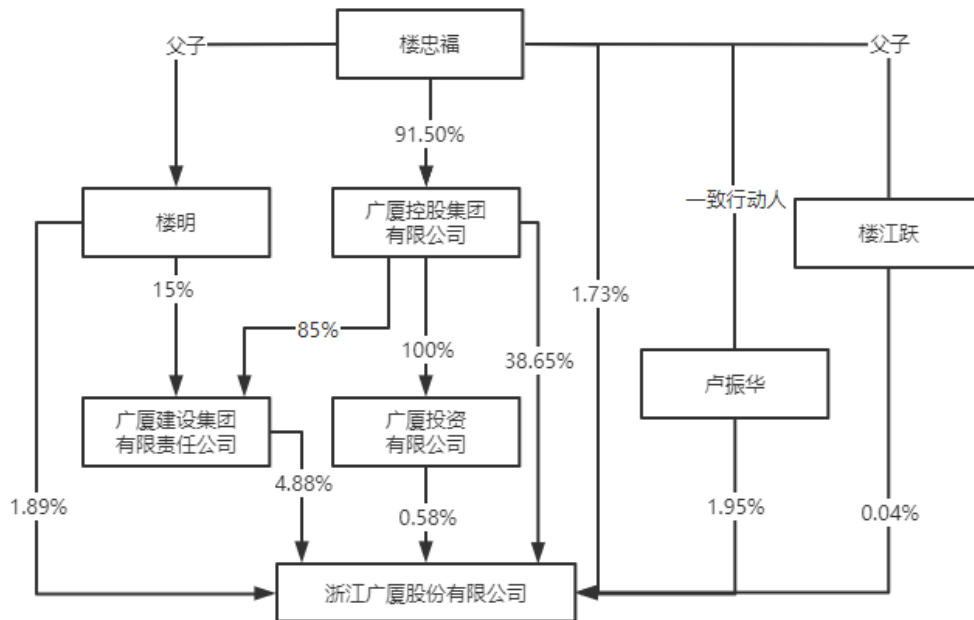 父子
楼忠福
父子
91.50%
楼明
广厦控股集团
有限公司
一致行动人
楼江跃
15%
1.73%
85%
100%
38.65%
卢振华
广厦建设集团
有限责任公司
广厦投资
有限公司
4.88%
1.89%
0.58%
1.95%
0.04%
浙江广厦股份有限公司